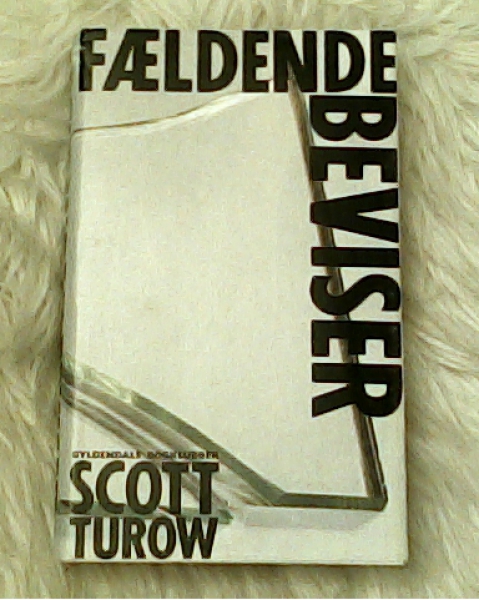 FÆLDENDE
BEVISER
GYLDENDALS BOGKLUBBER
SCOTT
TUROW